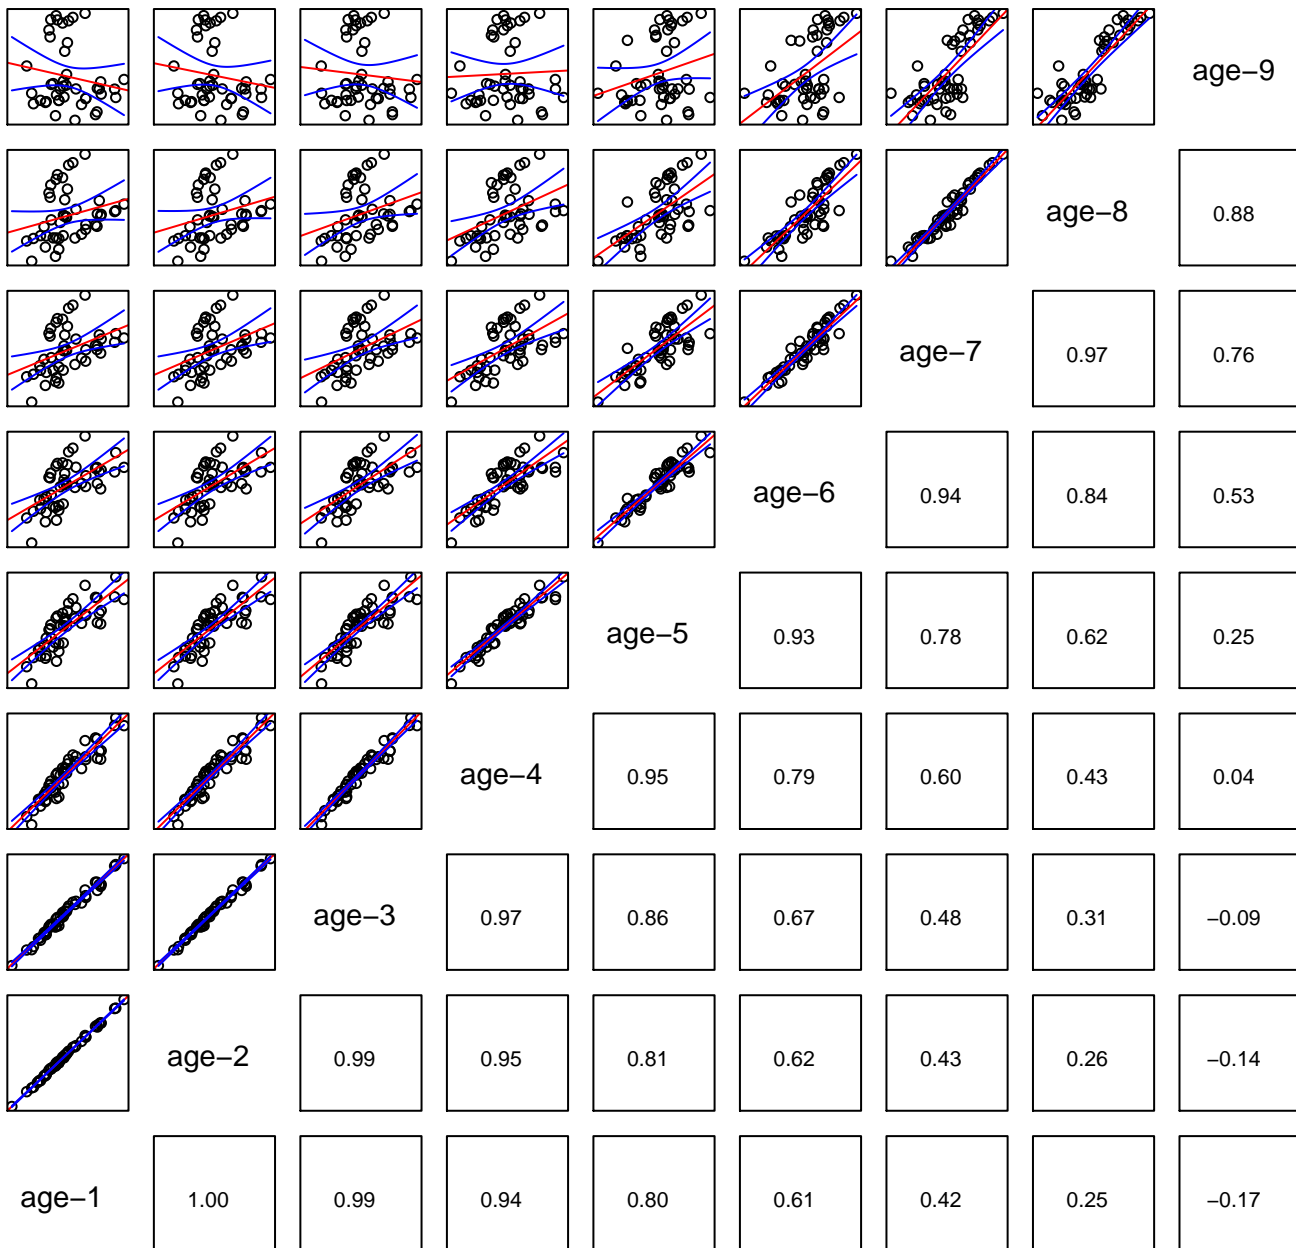 age−9
age−8 0.88
age−7 0.97 0.76
age−6 0.94 0.84 0.53
age−5 0.93 0.78 0.62 0.25
age−4 0.95 0.79 0.60 0.43 0.04
age−3 0.97 0.86 0.67 0.48 0.31 −0.09
age−2 0.99 0.95 0.81 0.62 0.43 0.26 −0.14
age−1 1.00 0.99 0.94 0.80 0.61 0.42 0.25 −0.17